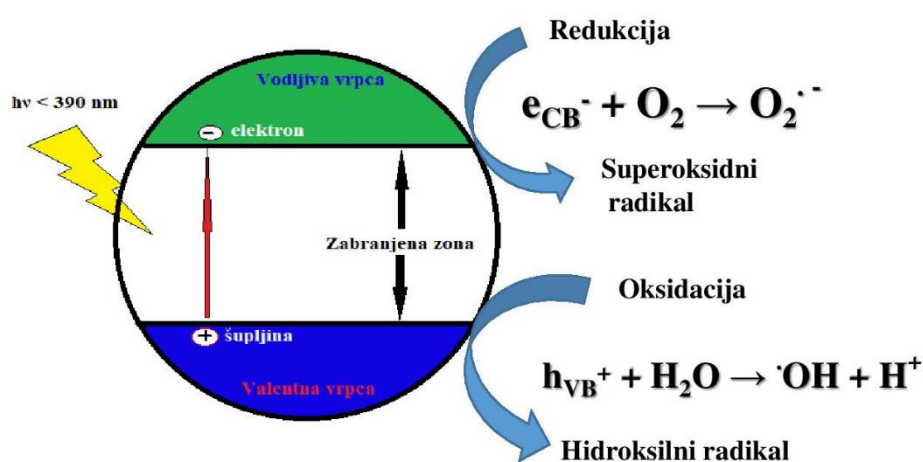 hν < 390 nm
Vodljiva vrpca
− elektron
Zabranjena zona
+ šupljina
Valentna vrpca
Redukcija
e_CB⁻ + O₂ → O₂˙⁻
Superoksidni
radikal
Oksidacija
h_VB⁺ + H₂O → ˙OH + H⁺
Hidroksilni radikal